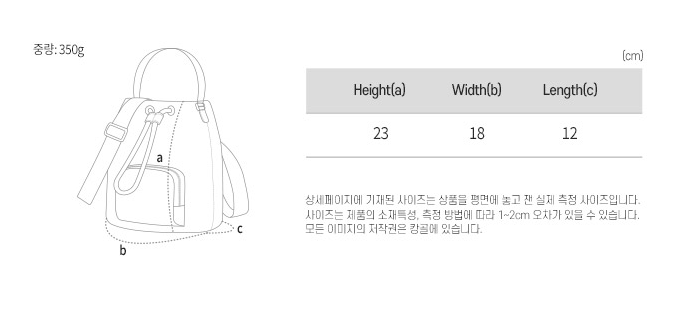 중량: 350g
(cm)
Height(a) Width(b) Length(c)
23 18 12
a
b
c
상세페이지에 기재된 사이즈는 상품을 평면에 놓고 잰 실제 측정 사이즈입니다.
사이즈는 제품의 소재특성, 측정 방법에 따라 1~2cm 오차가 있을 수 있습니다.
모든 이미지의 저작권은 캉골에 있습니다.